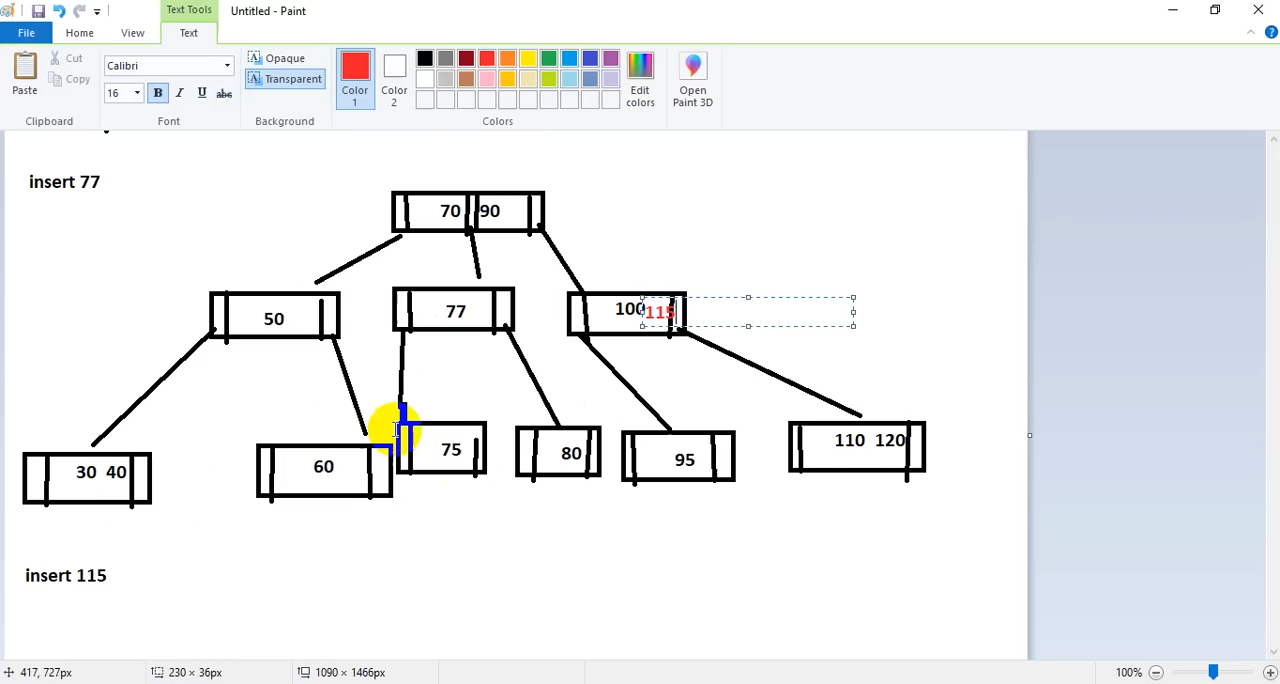 Text Tools
Untitled - Paint
File
Home
View
Text
Paste
Cut
Copy
Clipboard
Calibri
16
B
I
U
abc
Font
A Opaque
A Transparent
Background
Color 1
Color 2
Edit colors
Open Paint 3D
Colors
insert 77
70 90
50
77
100 115
30 40
60
75
80
95
110 120
insert 115
417, 727px
230 × 36px
1090 × 1466px
100%